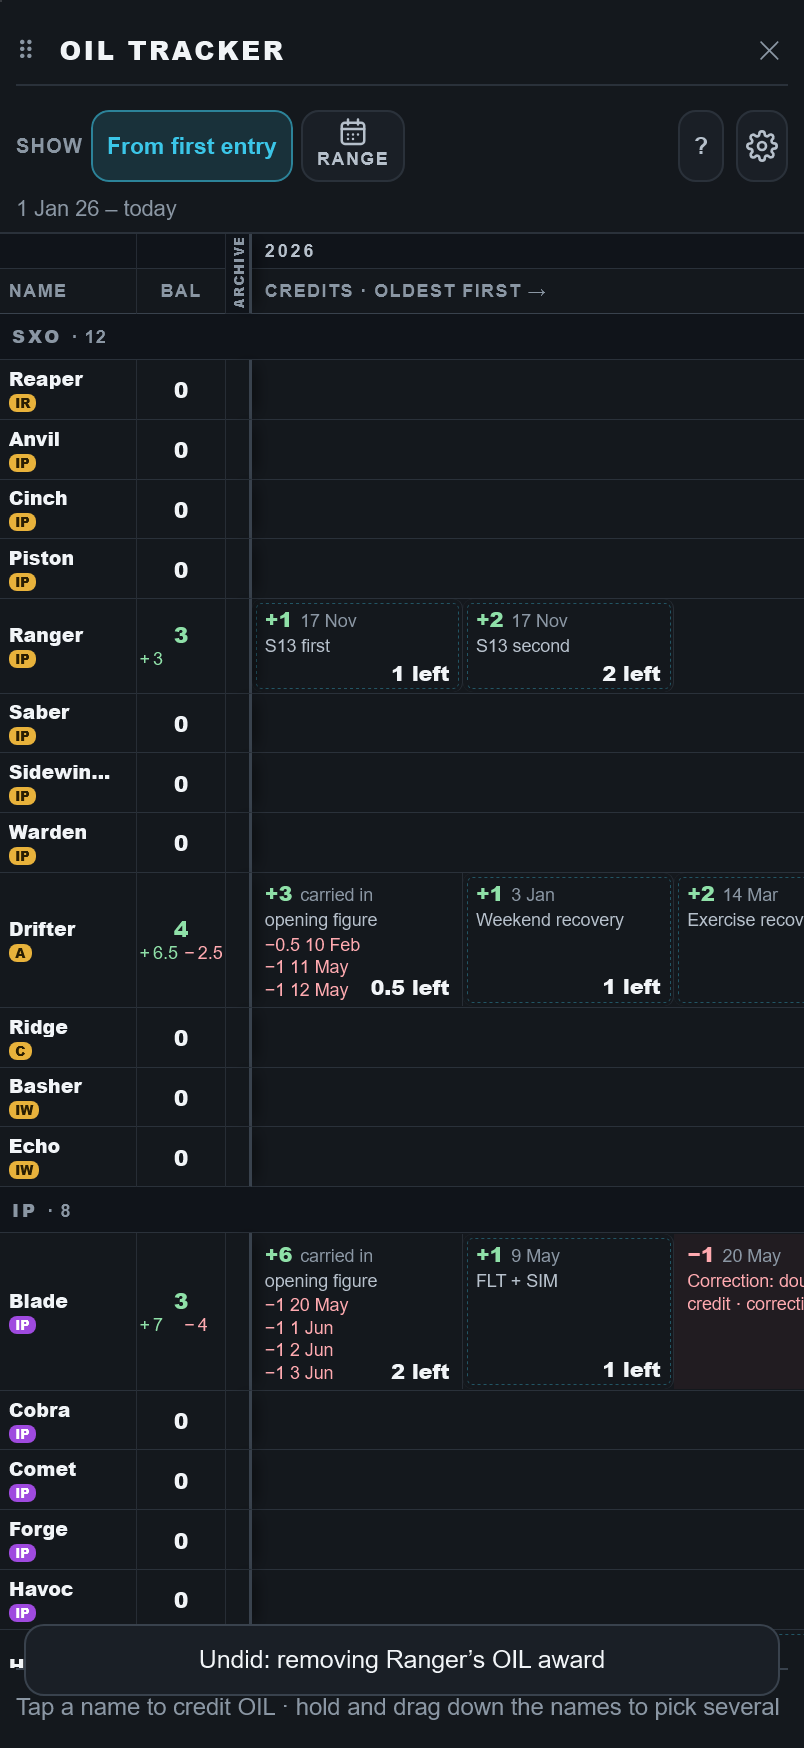 OIL TRACKER
SHOW
From first entry
RANGE
?
1 Jan 26 – today
ARCHIVE
2026
NAME
BAL
CREDITS · OLDEST FIRST →
SXO · 12
Reaper
IR
0
Anvil
IP
0
Cinch
IP
0
Piston
IP
0
Ranger
IP
3
+3
+1 17 Nov
S13 first
1 left
+2 17 Nov
S13 second
2 left
Saber
IP
0
Sidewin...
IP
0
Warden
IP
0
Drifter
A
4
+6.5 −2.5
+3 carried in
opening figure
−0.5 10 Feb
−1 11 May
−1 12 May
0.5 left
+1 3 Jan
Weekend recovery
1 left
+2 14 Mar
Exercise recov
Ridge
C
0
Basher
IW
0
Echo
IW
0
IP · 8
Blade
IP
3
+7 −4
+6 carried in
opening figure
−1 20 May
−1 1 Jun
−1 2 Jun
−1 3 Jun
2 left
+1 9 May
FLT + SIM
1 left
−1 20 May
Correction: dou
credit · correcti
Cobra
IP
0
Comet
IP
0
Forge
IP
0
Havoc
IP
0
Undid: removing Ranger’s OIL award
Tap a name to credit OIL · hold and drag down the names to pick several